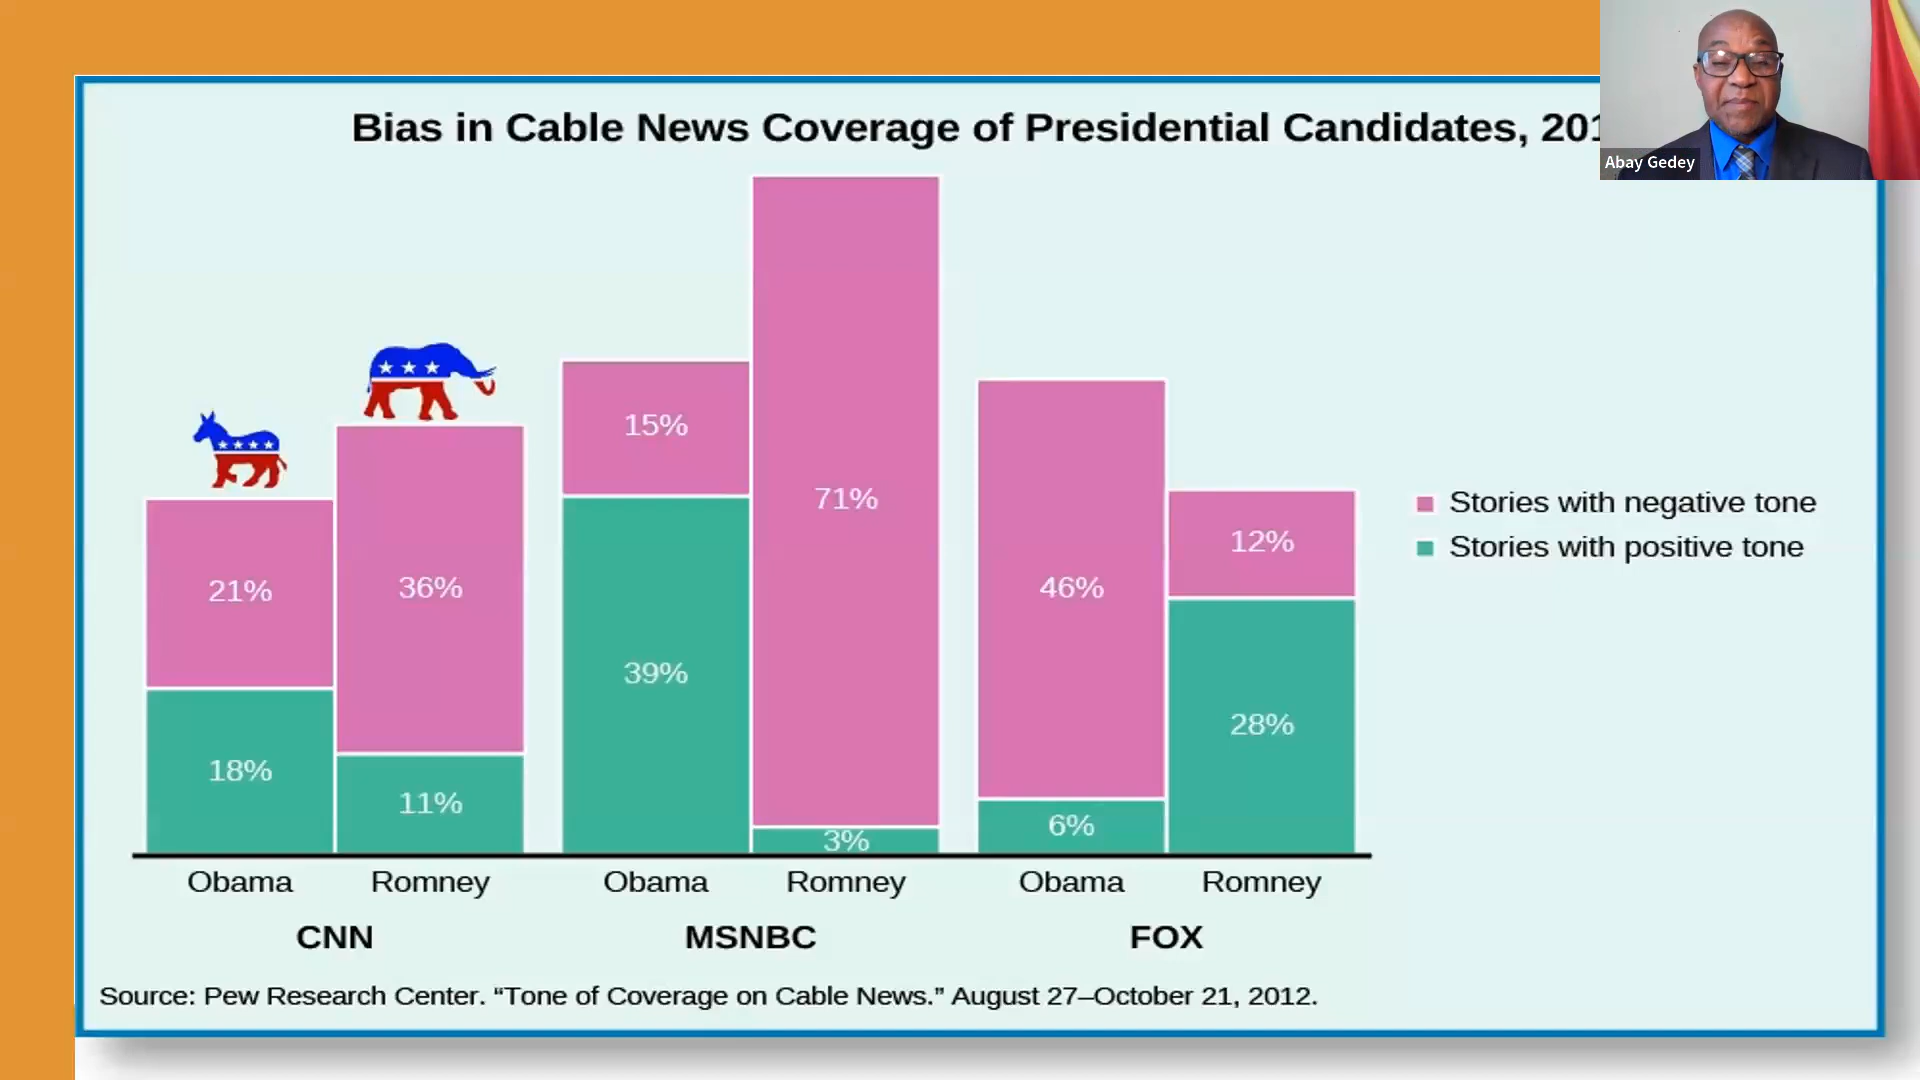 Bias in Cable News Coverage of Presidential Candidates, 201
Abay Gedey
15%
71%
21%
36%
46%
12%
39%
28%
18%
11%
3%
6%
Stories with negative tone
Stories with positive tone
Obama Romney Obama Romney Obama Romney
CNN MSNBC FOX
Source: Pew Research Center. “Tone of Coverage on Cable News.” August 27–October 21, 2012.